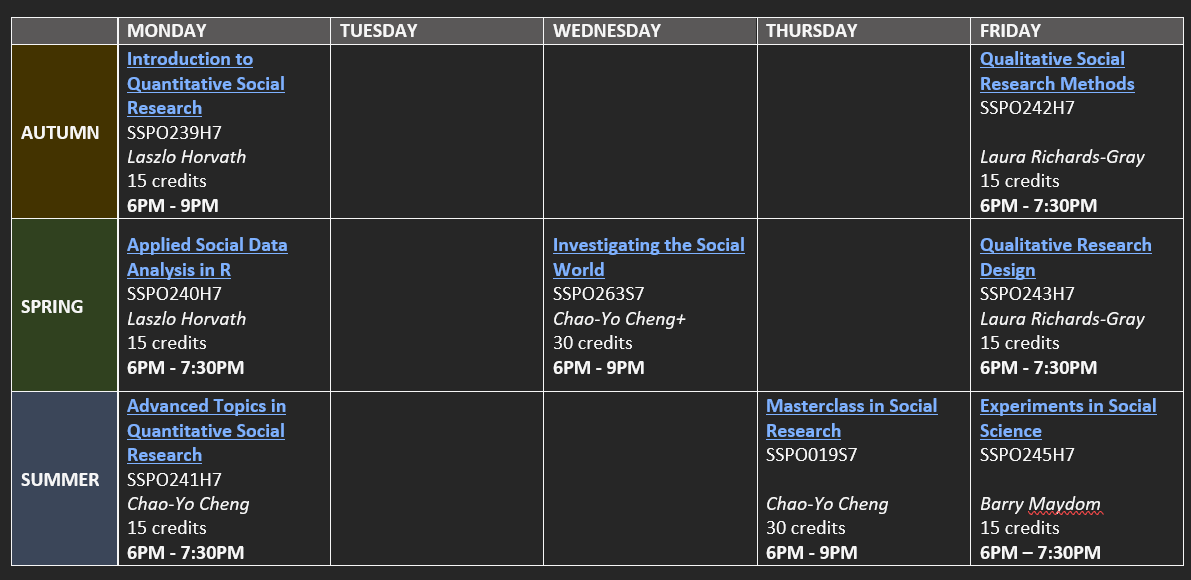 MONDAY TUESDAY WEDNESDAY THURSDAY FRIDAY
AUTUMN
Introduction to
Quantitative Social
Research
SSPO239H7
Laszlo Horvath
15 credits
6PM - 9PM
Qualitative Social
Research Methods
SSPO242H7
Laura Richards-Gray
15 credits
6PM - 7:30PM
SPRING
Applied Social Data
Analysis in R
SSPO240H7
Laszlo Horvath
15 credits
6PM - 7:30PM
Investigating the Social
World
SSPO263S7
Chao-Yo Cheng+
30 credits
6PM - 9PM
Qualitative Research
Design
SSPO243H7
Laura Richards-Gray
15 credits
6PM - 7:30PM
SUMMER
Advanced Topics in
Quantitative Social
Research
SSPO241H7
Chao-Yo Cheng
15 credits
6PM - 7:30PM
Masterclass in Social
Research
SSPO019S7
Chao-Yo Cheng
30 credits
6PM - 9PM
Experiments in Social
Science
SSPO245H7
Barry Maydom
15 credits
6PM – 7:30PM